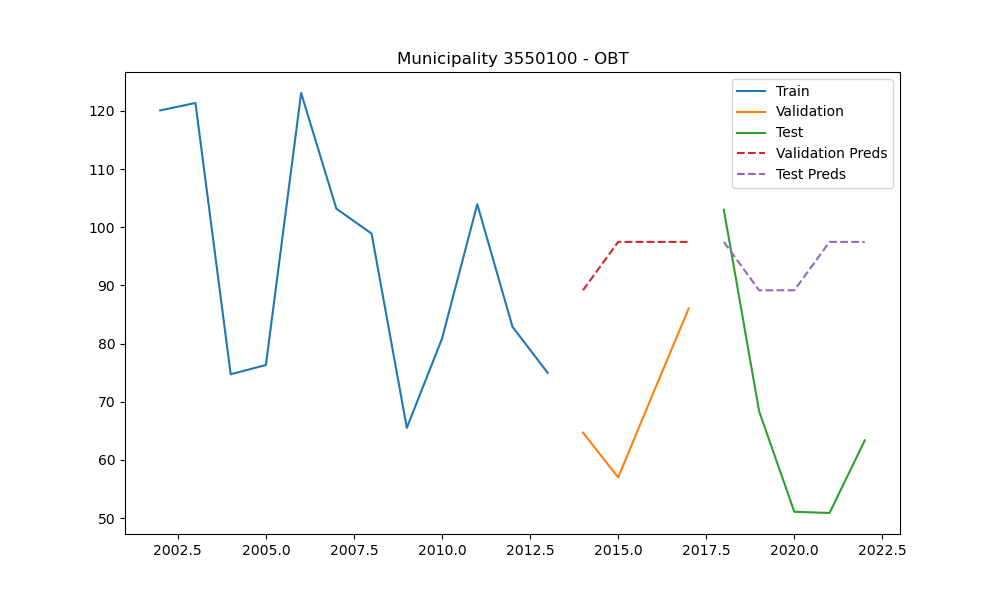 Municipality 3550100 - OBT
Train
Validation
Test
Validation Preds
Test Preds
120
110
100
90
80
70
60
50
2002.5 2005.0 2007.5 2010.0 2012.5 2015.0 2017.5 2020.0 2022.5